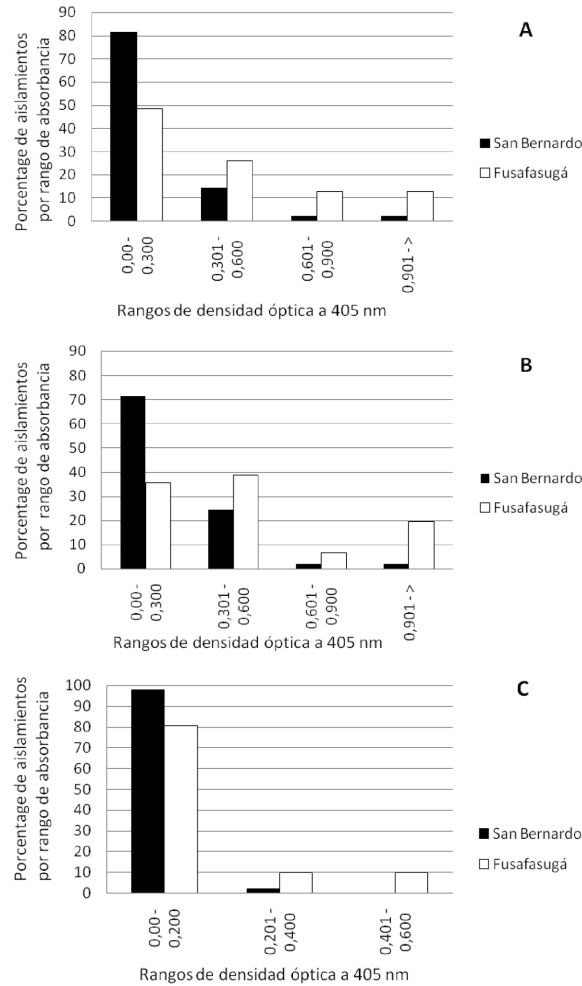 A
Porcentage de aislamientos
por rango de absorbancia
90
80
70
60
50
40
30
20
10
0
0,00 -
0,300
0,301 -
0,600
0,601 -
0,900
0,901 - >
Rangos de densidad óptica a 405 nm
San Bernardo
Fusafasugá
B
Porcentage de aislamientos
por rango de absorbancia
90
80
70
60
50
40
30
20
10
0
0,00 -
0,300
0,301 -
0,600
0,601 -
0,900
0,901 - >
Rangos de densidad óptica a 405 nm
San Bernardo
Fusafasugá
C
Porcentage de aislamientos
por rango de absorbancia
100
90
80
70
60
50
40
30
20
10
0
0,00 -
0,200
0,201 -
0,400
0,401 -
0,600
Rangos de densidad óptica a 405 nm
San Bernardo
Fusafasugá